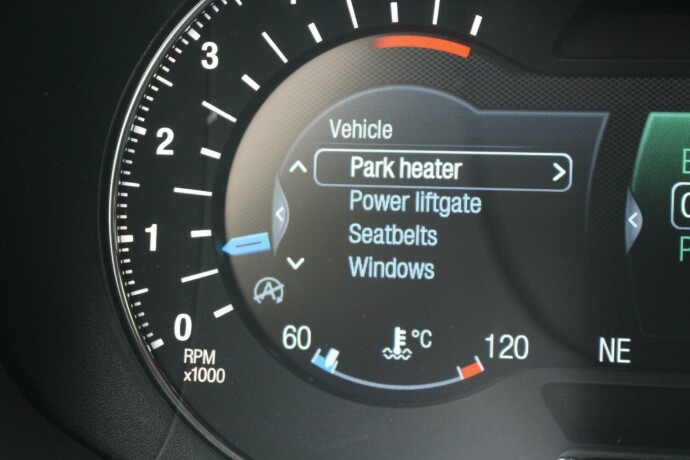 3
2
1
0
RPM
x1000
Vehicle
Park heater
Power liftgate
Seatbelts
Windows
60
°C
120
NE